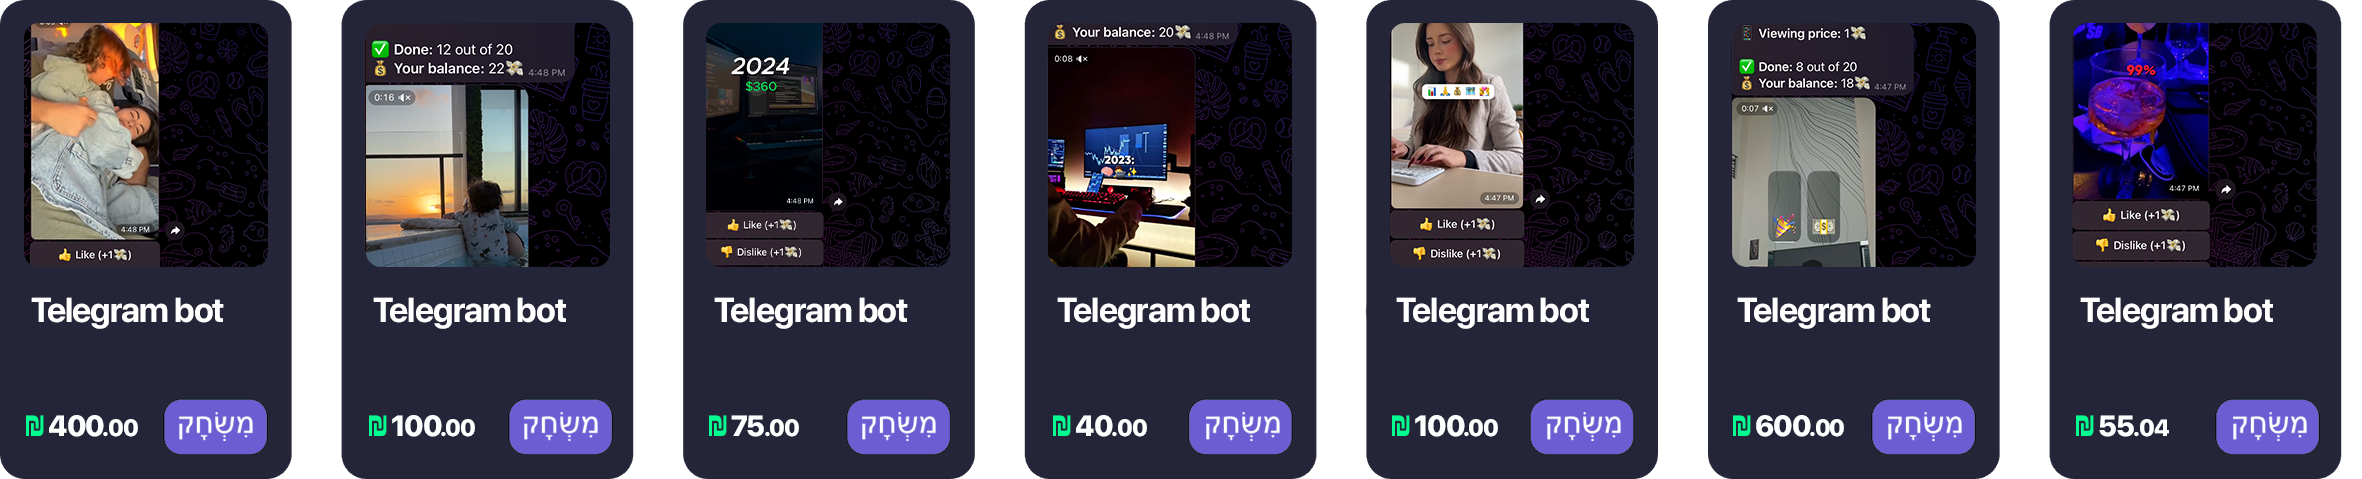 4:48 PM
👍 Like (+1💸)
Telegram bot
₪ 400.00
מִשְׂחָק
✅ Done: 12 out of 20
💰 Your balance: 22💸 4:48 PM
0:16
Telegram bot
₪ 100.00
מִשְׂחָק
2024
$360
4:48 PM
👍 Like (+1💸)
👎 Dislike (+1💸)
Telegram bot
₪ 75.00
מִשְׂחָק
💰 Your balance: 20💸 4:48 PM
0:08
2023:
Telegram bot
₪ 40.00
מִשְׂחָק
4:47 PM
👍 Like (+1💸)
👎 Dislike (+1💸)
Telegram bot
₪ 100.00
מִשְׂחָק
Viewing price: 1💸
✅ Done: 8 out of 20
💰 Your balance: 18💸 4:47 PM
0:07
Telegram bot
₪ 600.00
מִשְׂחָק
99%
4:47 PM
👍 Like (+1💸)
👎 Dislike (+1💸)
Telegram bot
₪ 55.04
מִשְׂחָק